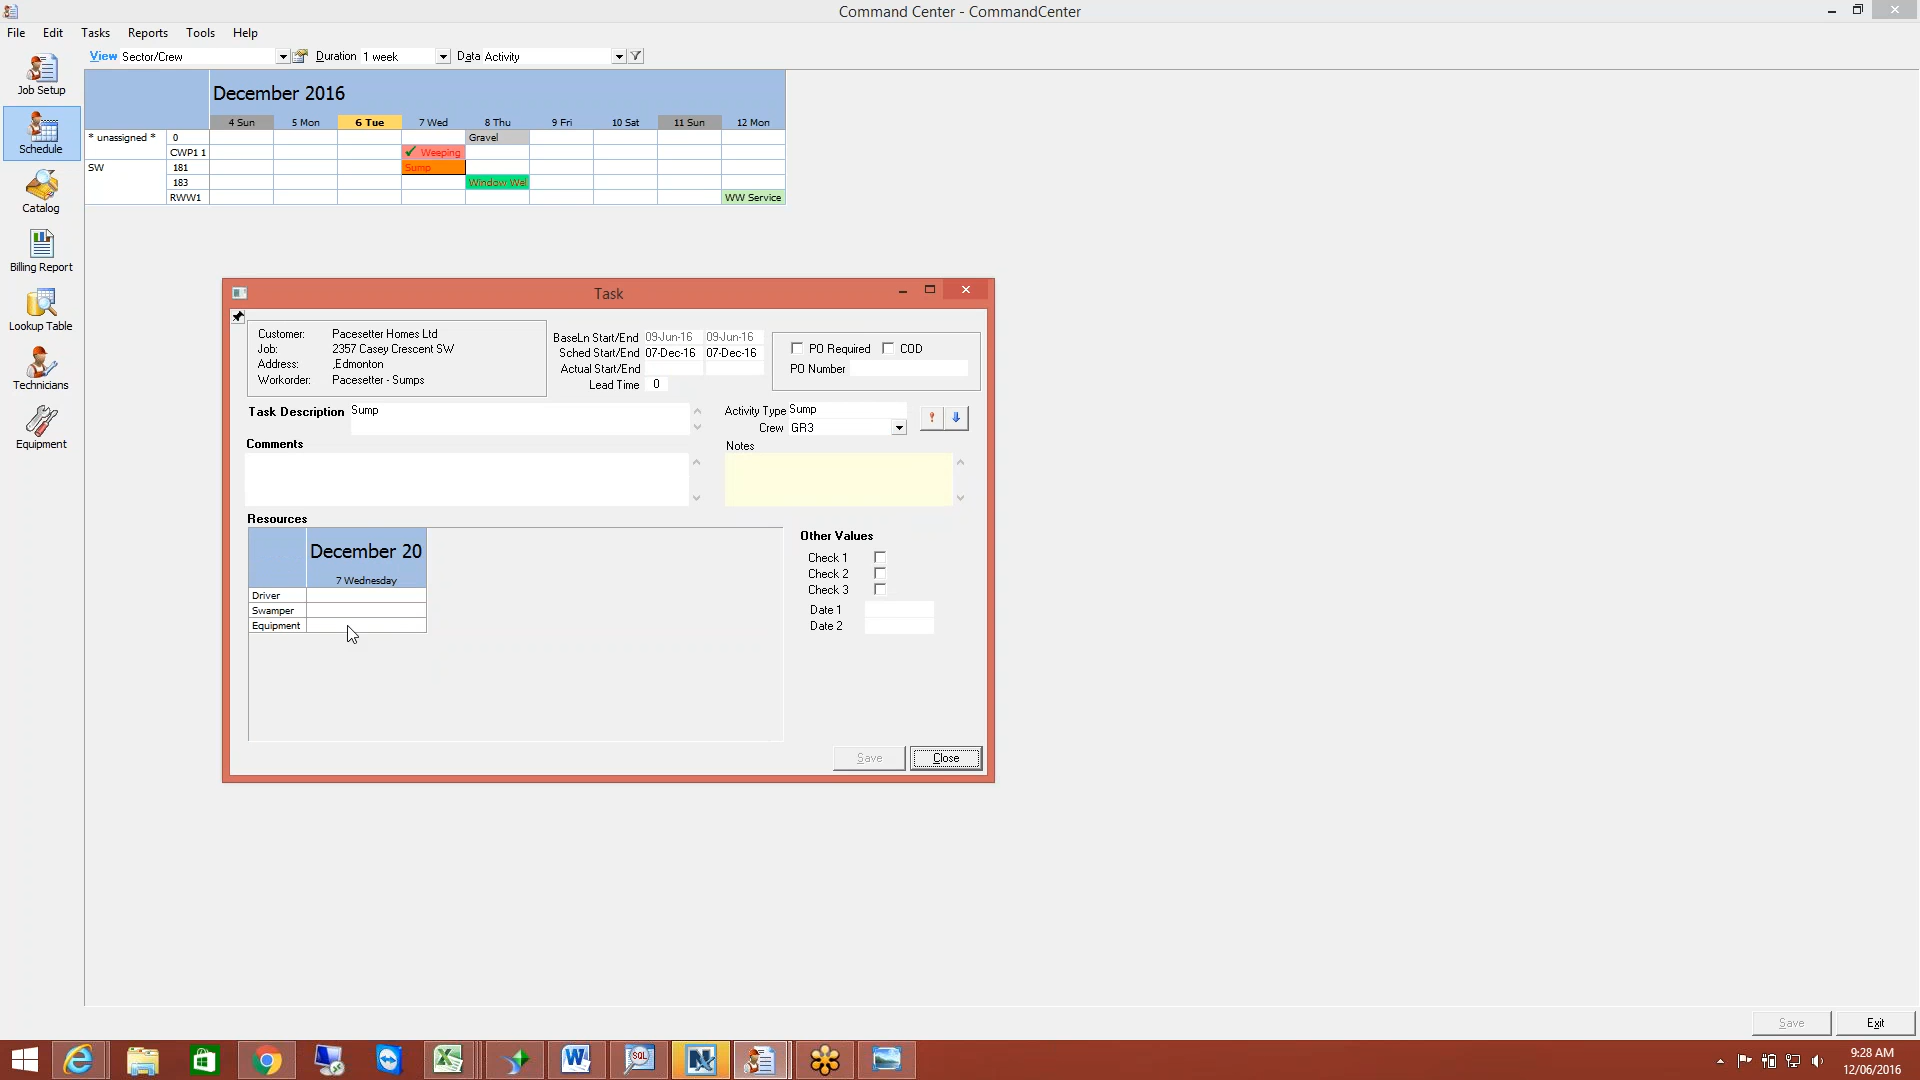 Command Center - CommandCenter
File Edit Tasks Reports Tools Help
View Sector/Crew Duration 1 week Data Activity
Job Setup
Schedule
Catalog
Billing Report
Lookup Table
Technicians
Equipment
December 2016
4 Sun 5 Mon 6 Tue 7 Wed 8 Thu 9 Fri 10 Sat 11 Sun 12 Mon
* unassigned * 0 Gravel
CWP1 1 Weeping
SW 181 Sump
183 Window Wel
RWW1 WW Service
Task
Customer: Pacesetter Homes Ltd
Job: 2357 Casey Crescent SW
Address: ,Edmonton
Workorder: Pacesetter - Sumps
BaseLn Start/End 09-Jun-16 09-Jun-16
Sched Start/End 07-Dec-16 07-Dec-16
Actual Start/End
Lead Time 0
PO Required COD
PO Number
Task Description Sump
Activity Type Sump
Crew GR3
Comments
Notes
Resources
December 20
7 Wednesday
Driver
Swamper
Equipment
Other Values
Check 1
Check 2
Check 3
Date 1
Date 2
Save Close
Save Exit
SQL
9:28 AM
12/06/2016